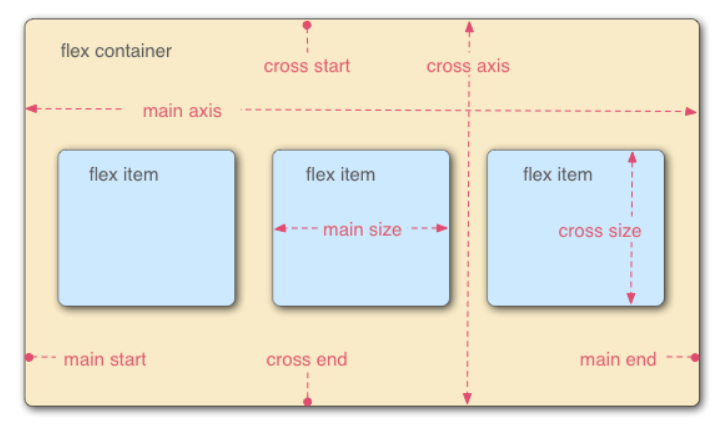 flex container
cross start
cross axis
main axis
flex item
flex item
flex item
main size
cross size
main start
cross end
main end